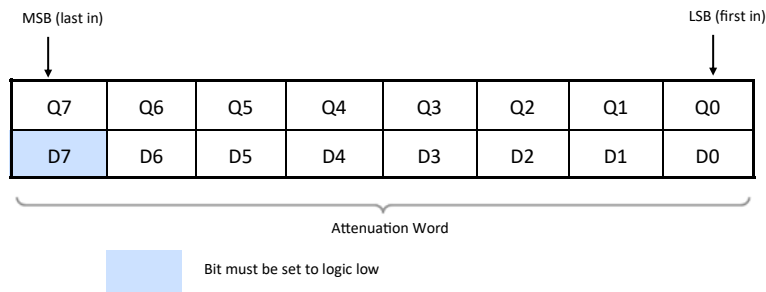 MSB (last in) LSB (first in)
Q7 Q6 Q5 Q4 Q3 Q2 Q1 Q0
D7 D6 D5 D4 D3 D2 D1 D0
Attenuation Word
Bit must be set to logic low